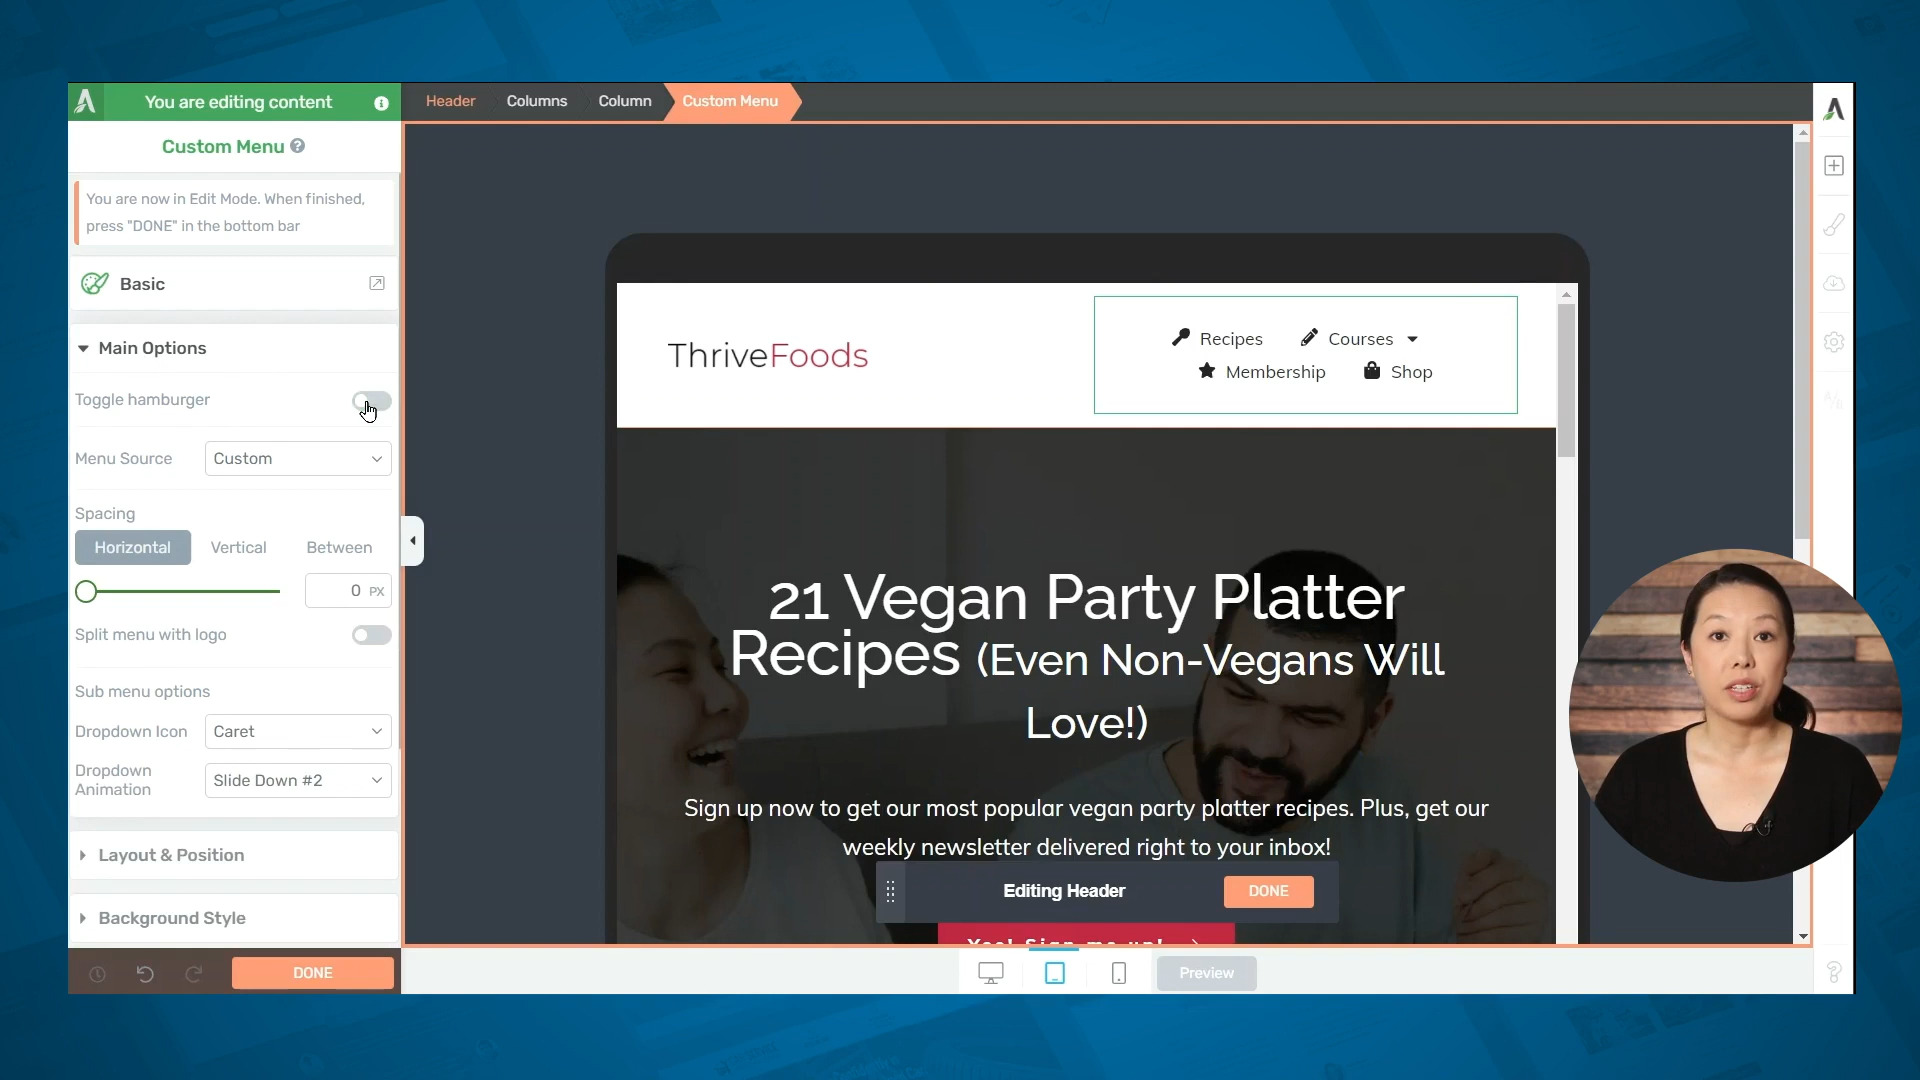 You are editing content
Header
Columns
Column
Custom Menu
Custom Menu
You are now in Edit Mode. When finished,
press "DONE" in the bottom bar
Basic
Main Options
Toggle hamburger
Menu Source
Custom
Spacing
Horizontal
Vertical
Between
0 PX
Split menu with logo
Sub menu options
Dropdown Icon
Caret
Dropdown
Animation
Slide Down #2
Layout & Position
Background Style
DONE
ThriveFoods
Recipes
Courses
Membership
Shop
21 Vegan Party Platter
Recipes (Even Non-Vegans Will
Love!)
Sign up now to get our most popular vegan party platter recipes. Plus, get our
weekly newsletter delivered right to your inbox!
Editing Header
DONE
Yes! Sign me up!
Preview
A/B